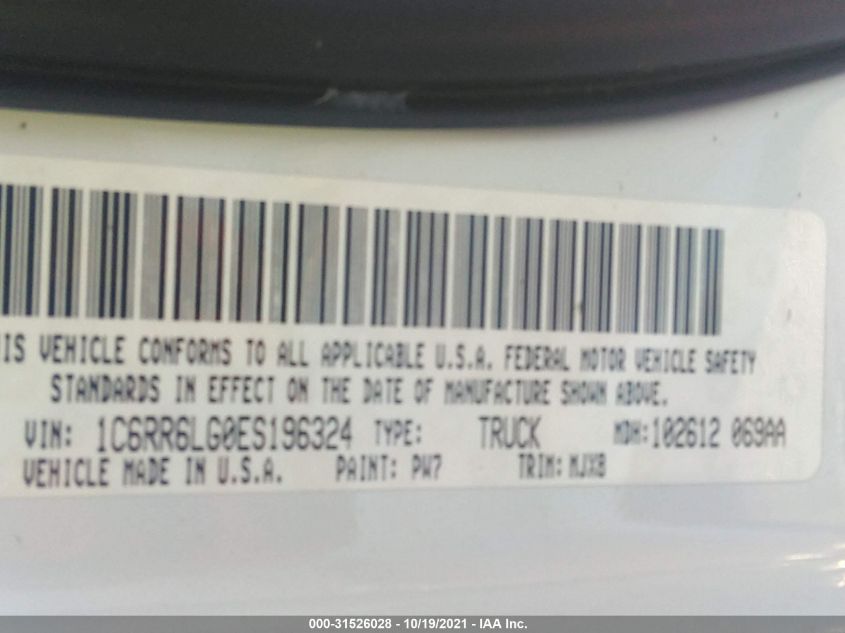 IS VEHICLE CONFORMS TO ALL APPLICABLE U.S.A. FEDERAL MOTOR VEHICLE SAFETY
STANDARDS IN EFFECT ON THE DATE OF MANUFACTURE SHOWN ABOVE.
VIN: 1C6RR6LG0ES196324 TYPE: TRUCK MDH:102612 069AA
VEHICLE MADE IN U.S.A. PAINT: PW7 TRIM: MJX8
000-31526028 - 10/19/2021 - IAA Inc.